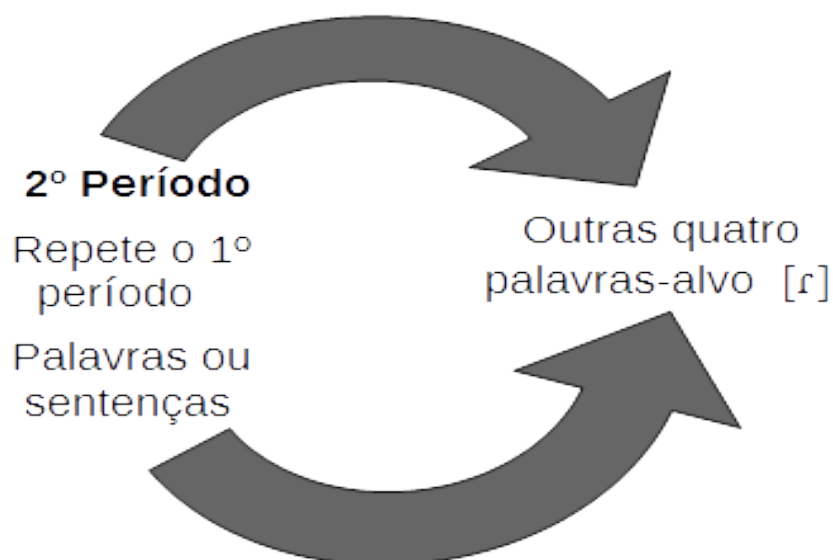 2º Período
Repete o 1º
período
Palavras ou
sentenças
Outras quatro
palavras-alvo [ɾ]